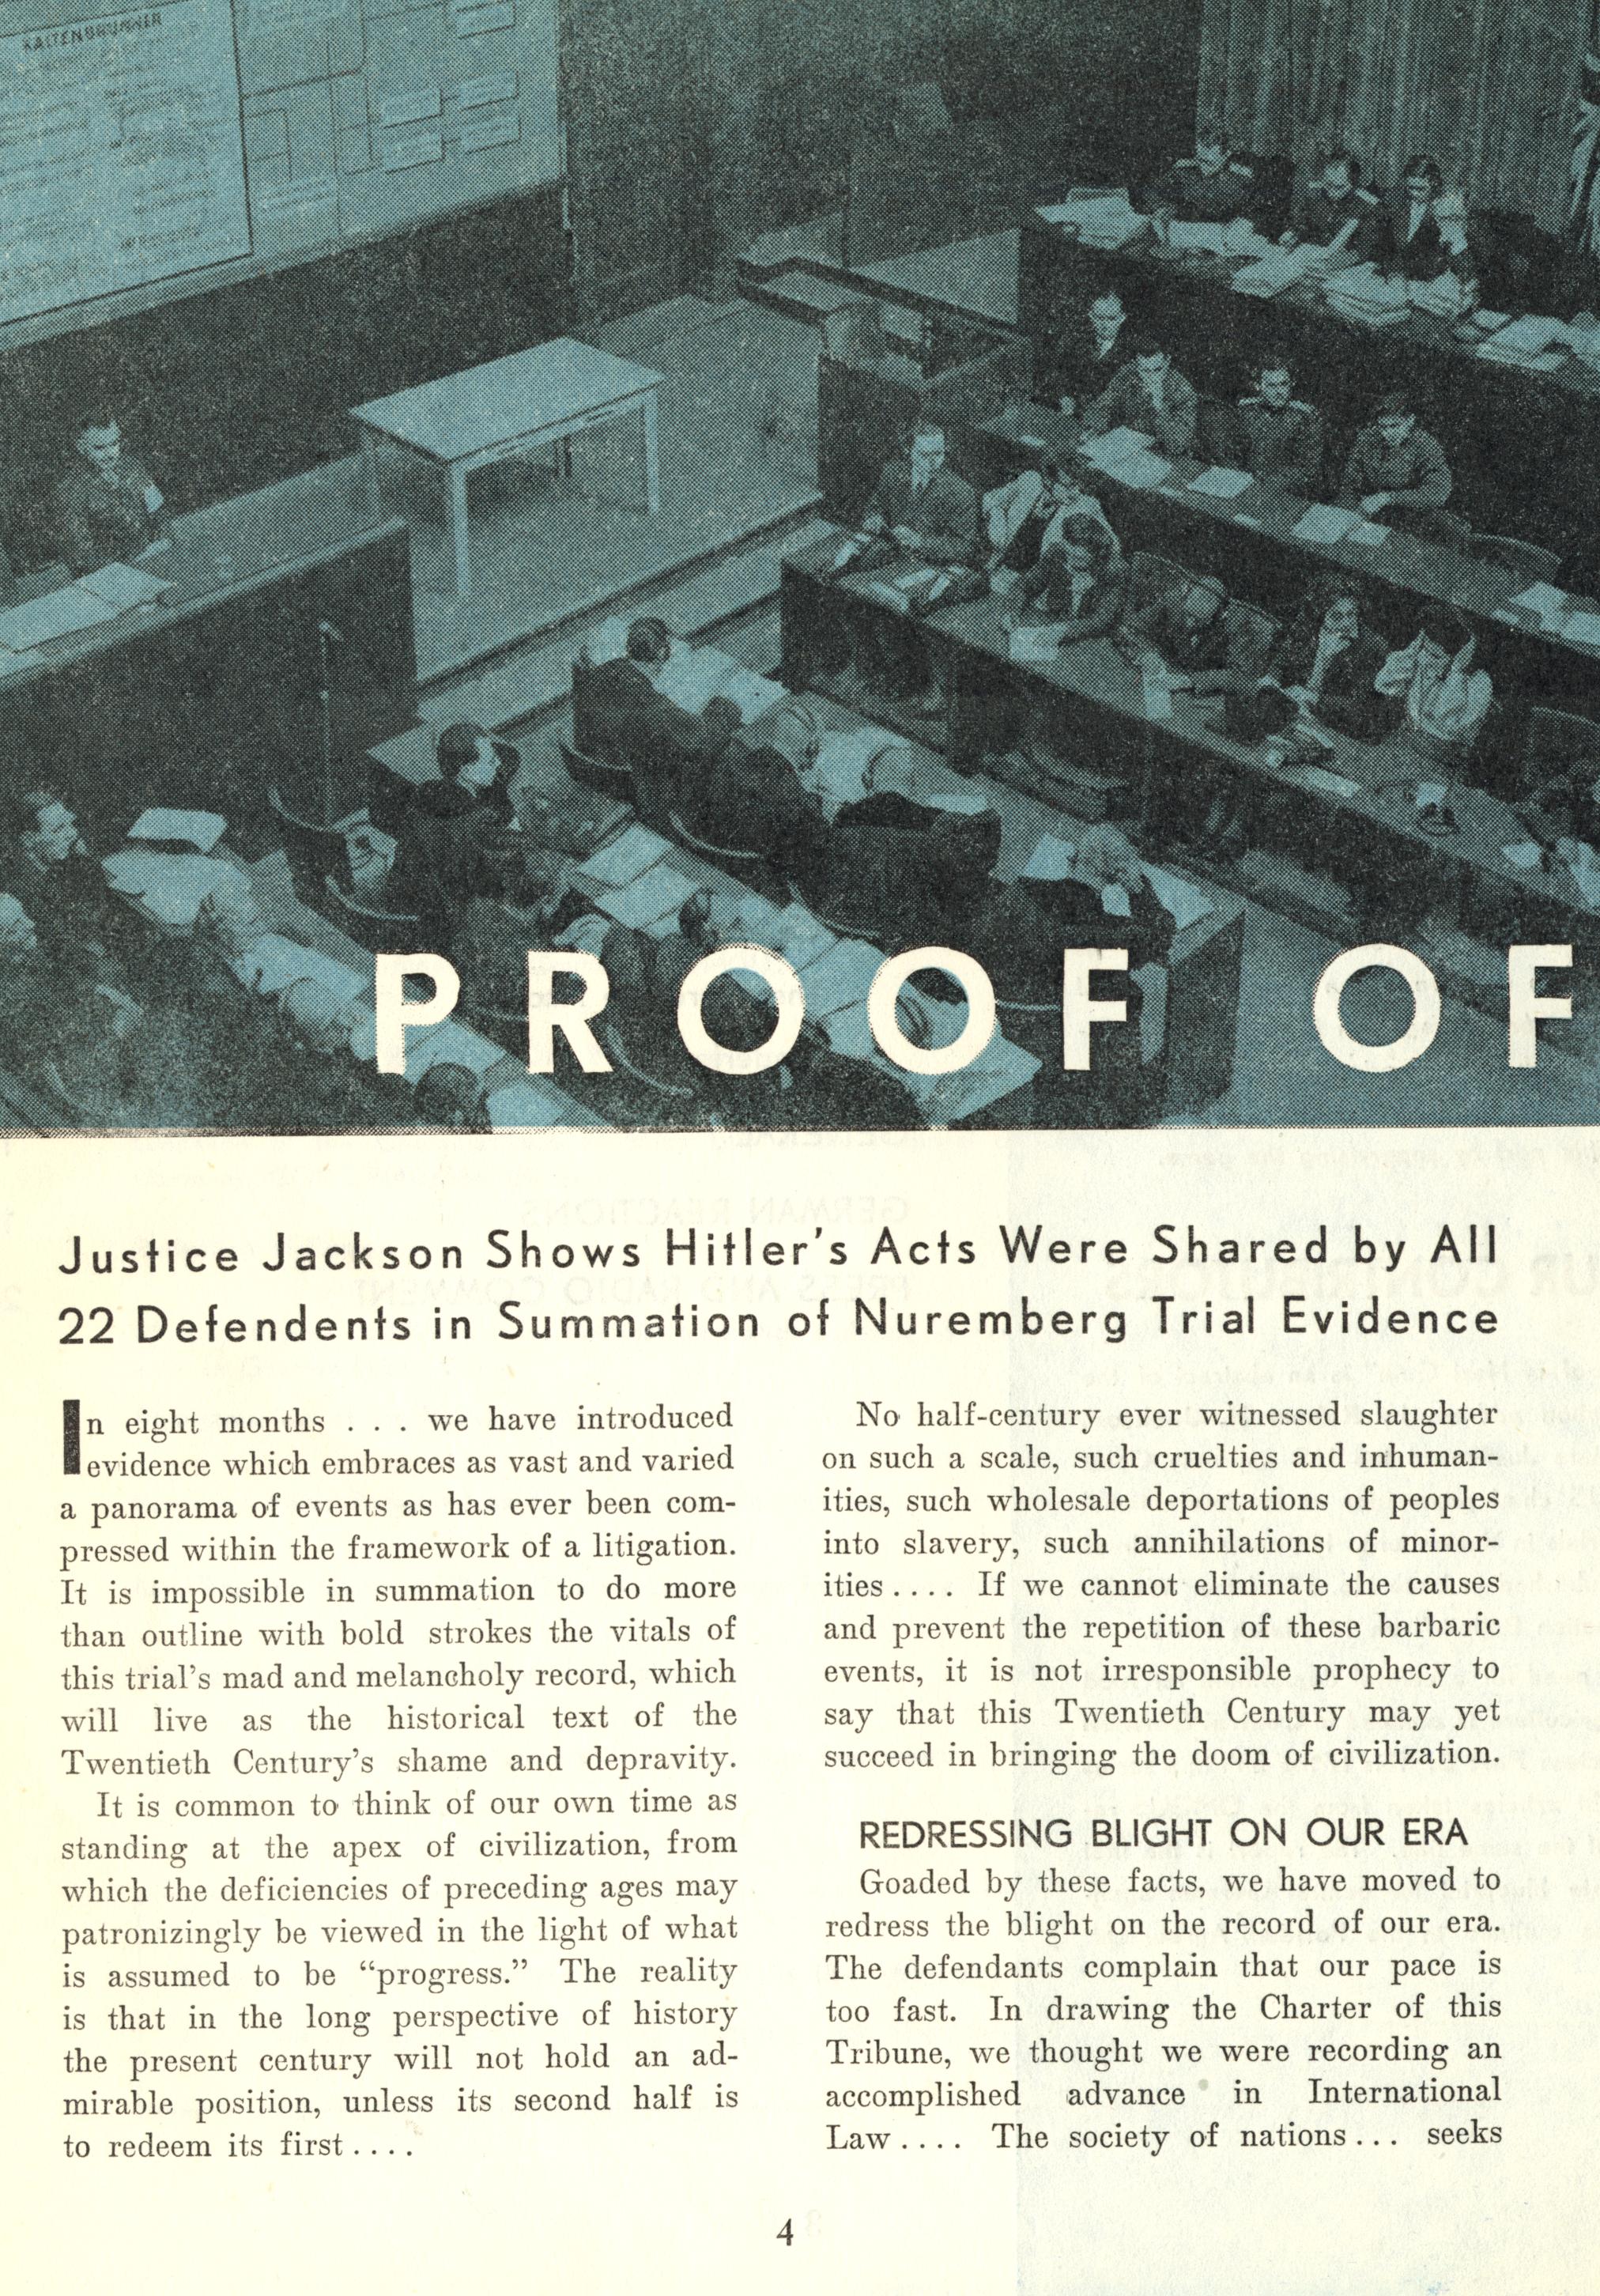 KALTENBRUNNER
PROOF OF
Justice Jackson Shows Hitler's Acts Were Shared by All
22 Defendents in Summation of Nuremberg Trial Evidence
In eight months . . . we have introduced
evidence which embraces as vast and varied
a panorama of events as has ever been com-
pressed within the framework of a litigation.
It is impossible in summation to do more
than outline with bold strokes the vitals of
this trial's mad and melancholy record, which
will live as the historical text of the
Twentieth Century's shame and depravity.
It is common to think of our own time as
standing at the apex of civilization, from
which the deficiencies of preceding ages may
patronizingly be viewed in the light of what
is assumed to be “progress.” The reality
is that in the long perspective of history
the present century will not hold an ad-
mirable position, unless its second half is
to redeem its first . . . .
No half-century ever witnessed slaughter
on such a scale, such cruelties and inhuman-
ities, such wholesale deportations of peoples
into slavery, such annihilations of minor-
ities . . . . If we cannot eliminate the causes
and prevent the repetition of these barbaric
events, it is not irresponsible prophecy to
say that this Twentieth Century may yet
succeed in bringing the doom of civilization.
REDRESSING BLIGHT ON OUR ERA
Goaded by these facts, we have moved to
redress the blight on the record of our era.
The defendants complain that our pace is
too fast. In drawing the Charter of this
Tribune, we thought we were recording an
accomplished advance in International
Law . . . . The society of nations . . . seeks
4